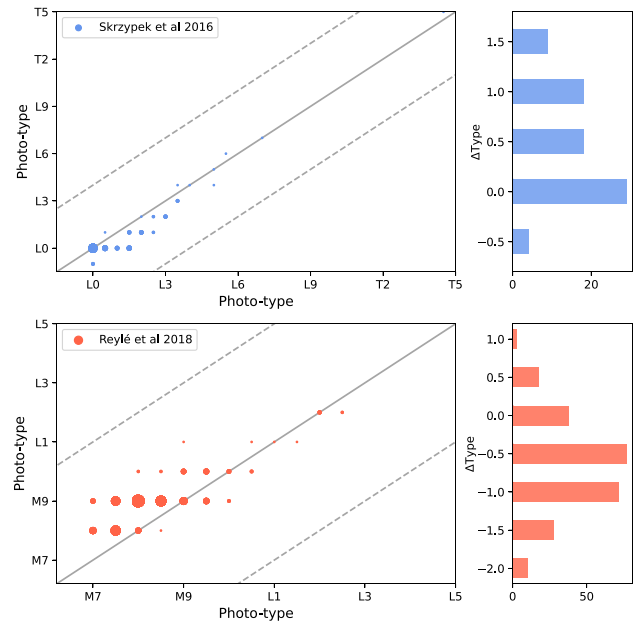 Skrzypek et al 2016
Photo-type
T5
T2
L9
L6
L3
L0
L0 L3 L6 L9 T2 T5
Photo-type
ΔType
1.5
1.0
0.5
0.0
−0.5
0 20
Reylé et al 2018
Photo-type
L5
L3
L1
M9
M7
M7 M9 L1 L3 L5
Photo-type
ΔType
1.0
0.5
0.0
−0.5
−1.0
−1.5
−2.0
0 50